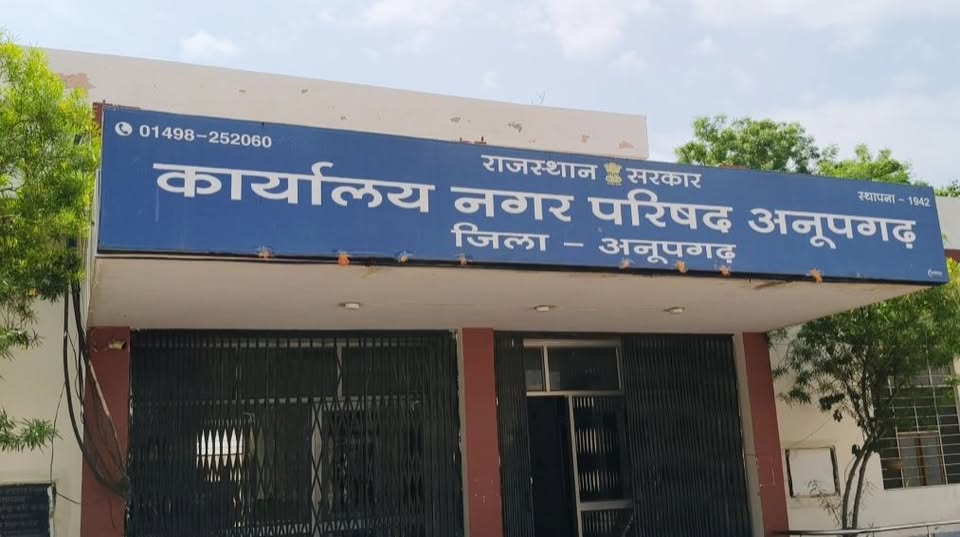 01498-252060
राजस्थान सरकार
स्थापना - 1942
कार्यालय नगर परिषद अनूपगढ़
जिला - अनूपगढ़